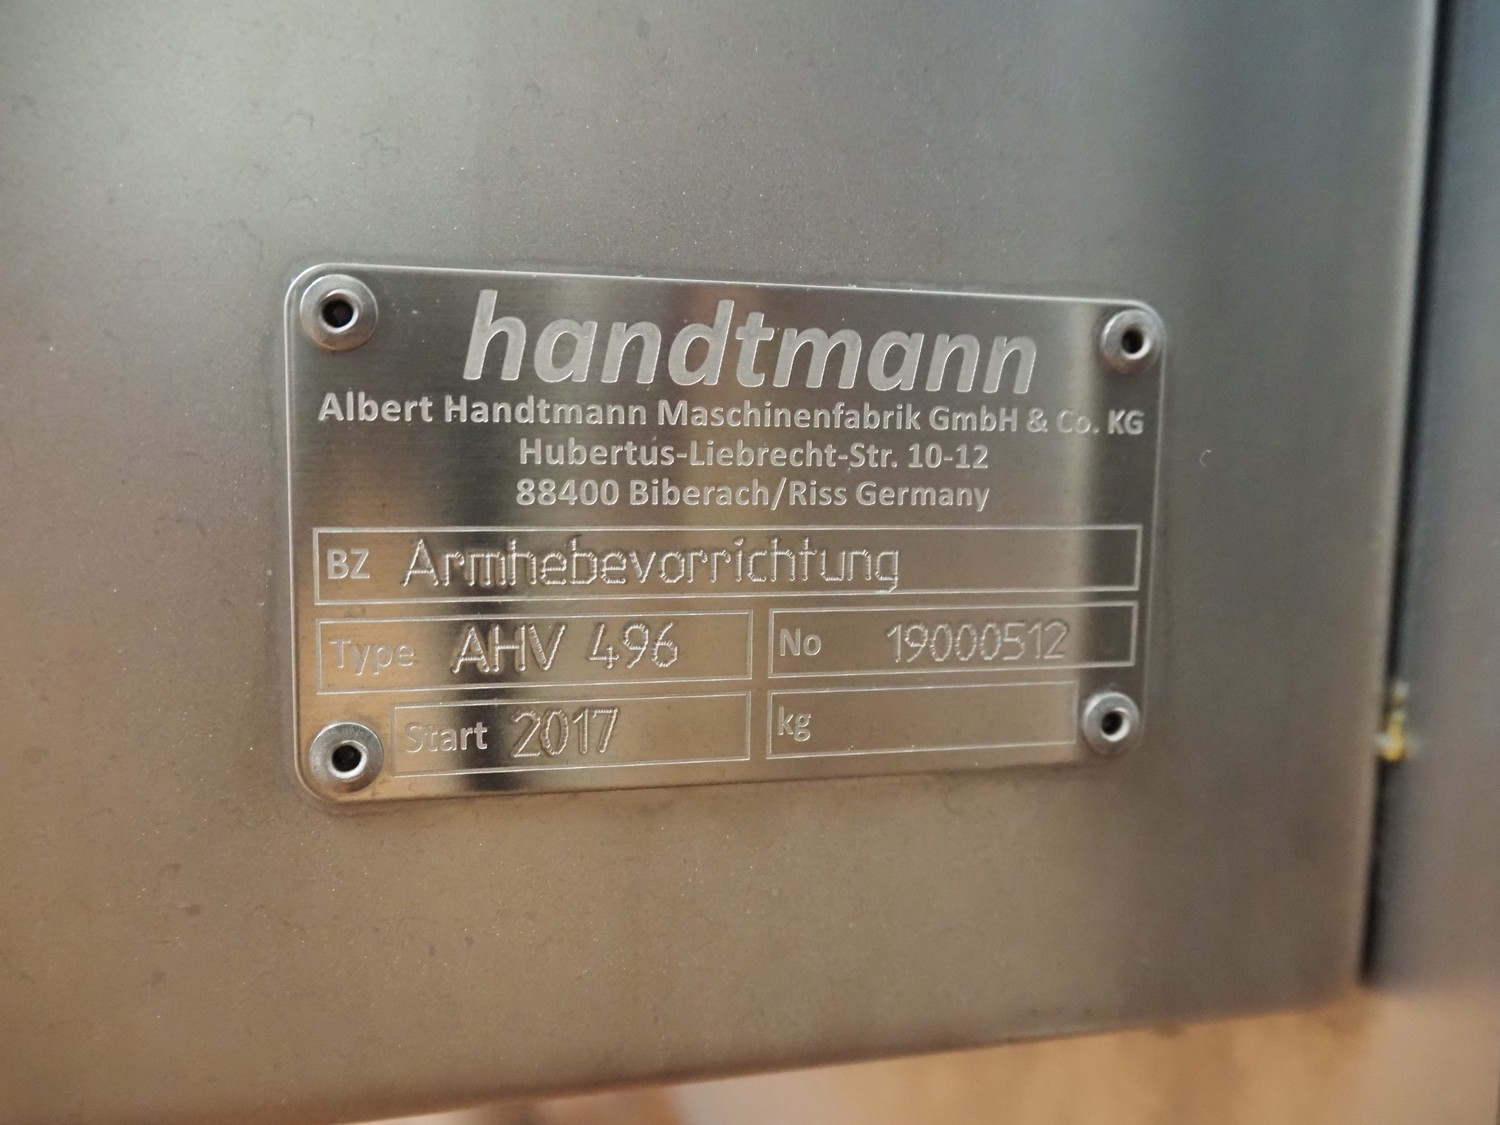 handtmann
Albert Handtmann Maschinenfabrik GmbH & Co. KG
Hubertus-Liebrecht-Str. 10-12
88400 Biberach/Riss Germany
BZ Armhebevorrichtung
Type AHV 496 No 19000512
Start 2017 kg